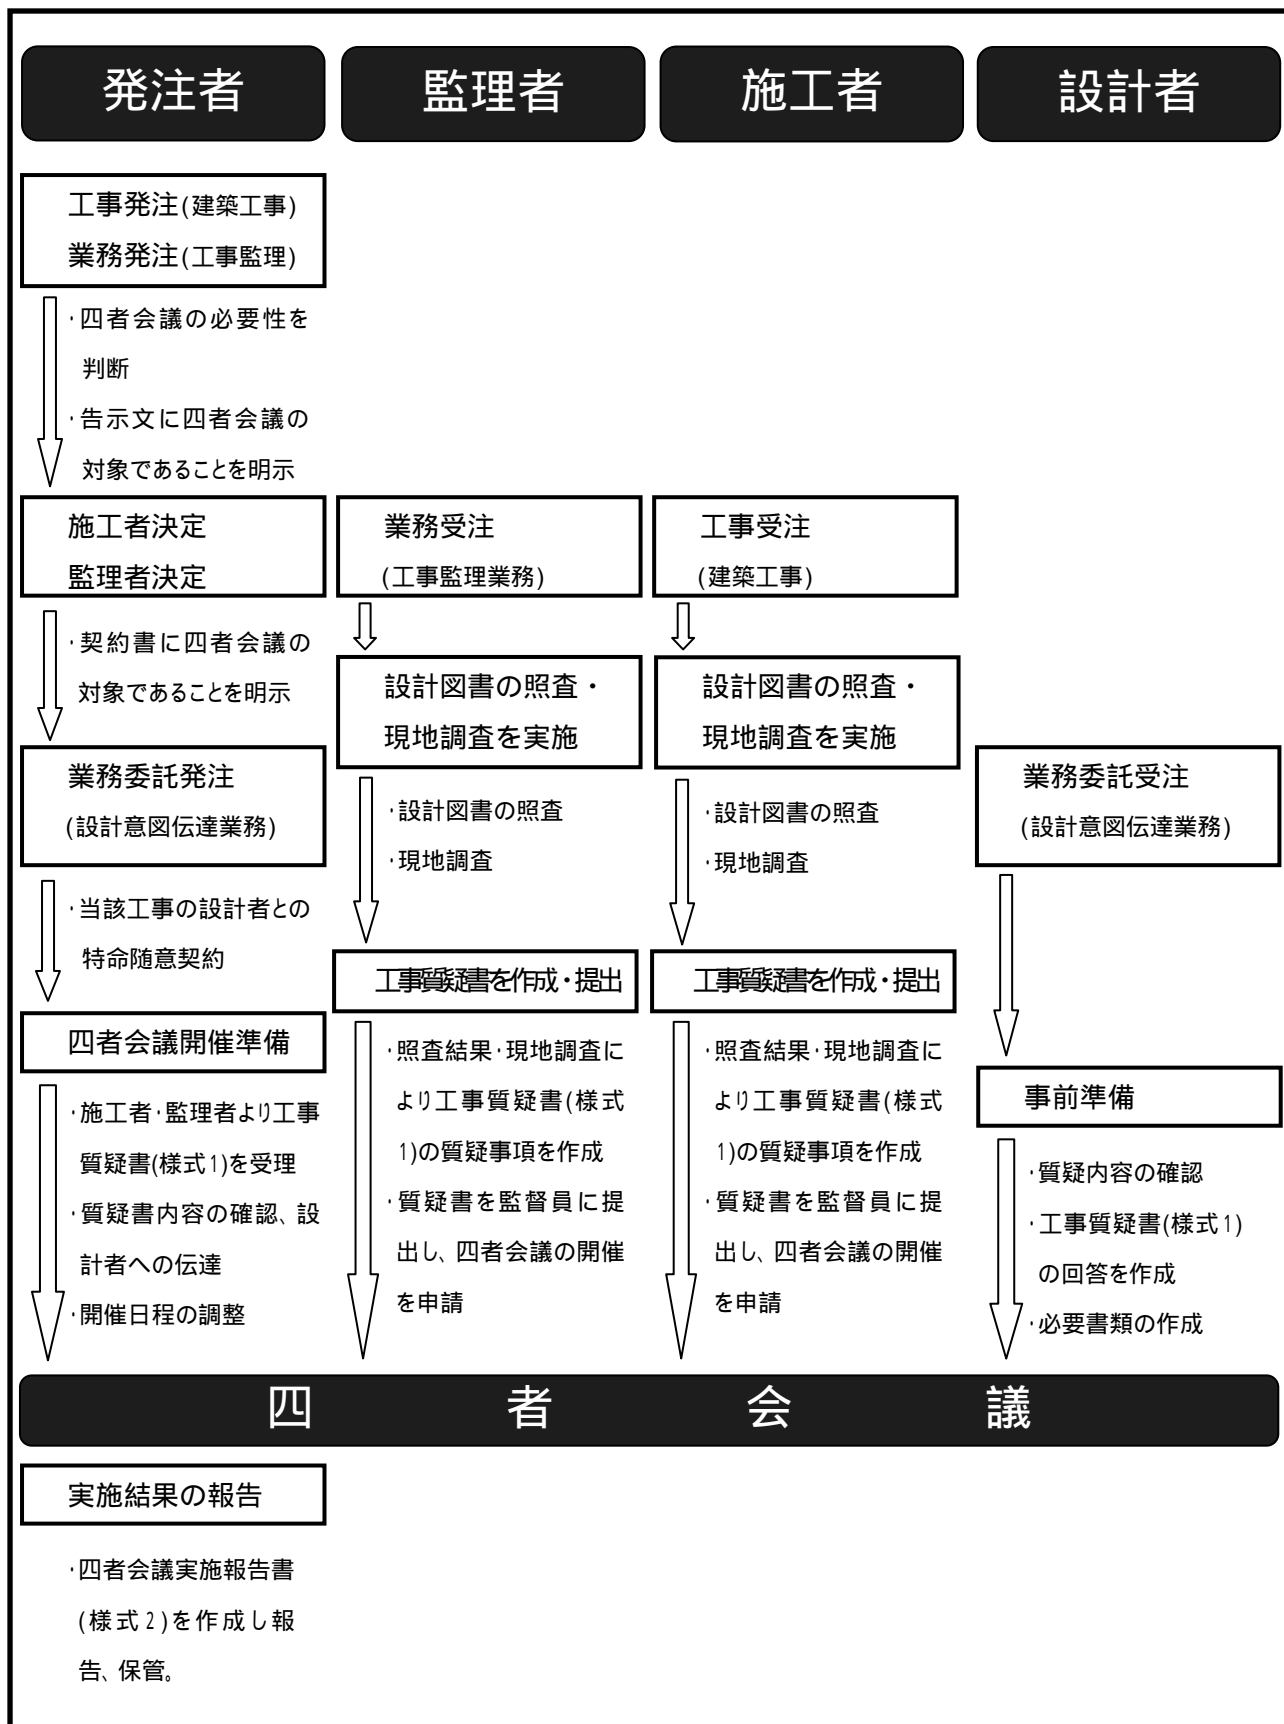 発注者
監理者
施工者
設計者
工事発注(建築工事)
業務発注(工事監理)
・四者会議の必要性を
判断
・告示文に四者会議の
対象であることを明示
施工者決定
監理者決定
・契約書に四者会議の
対象であることを明示
業務委託発注
(設計意図伝達業務)
・当該工事の設計者との
特命随意契約
四者会議開催準備
・施工者・監理者より工事
質疑書(様式1)を受理
・質疑書内容の確認、設
計者への伝達
・開催日程の調整
業務受注
(工事監理業務)
設計図書の照査・
現地調査を実施
・設計図書の照査
・現地調査
工事質疑書を作成・提出
・照査結果・現地調査に
より工事質疑書(様式
1)の質疑事項を作成
・質疑書を監督員に提
出し、四者会議の開催
を申請
工事受注
(建築工事)
設計図書の照査・
現地調査を実施
・設計図書の照査
・現地調査
工事質疑書を作成・提出
・照査結果・現地調査に
より工事質疑書(様式
1)の質疑事項を作成
・質疑書を監督員に提
出し、四者会議の開催
を申請
業務委託受注
(設計意図伝達業務)
事前準備
・質疑内容の確認
・工事質疑書(様式1)
の回答を作成
・必要書類の作成
四者会議
実施結果の報告
・四者会議実施報告書
(様式2)を作成し報
告、保管。